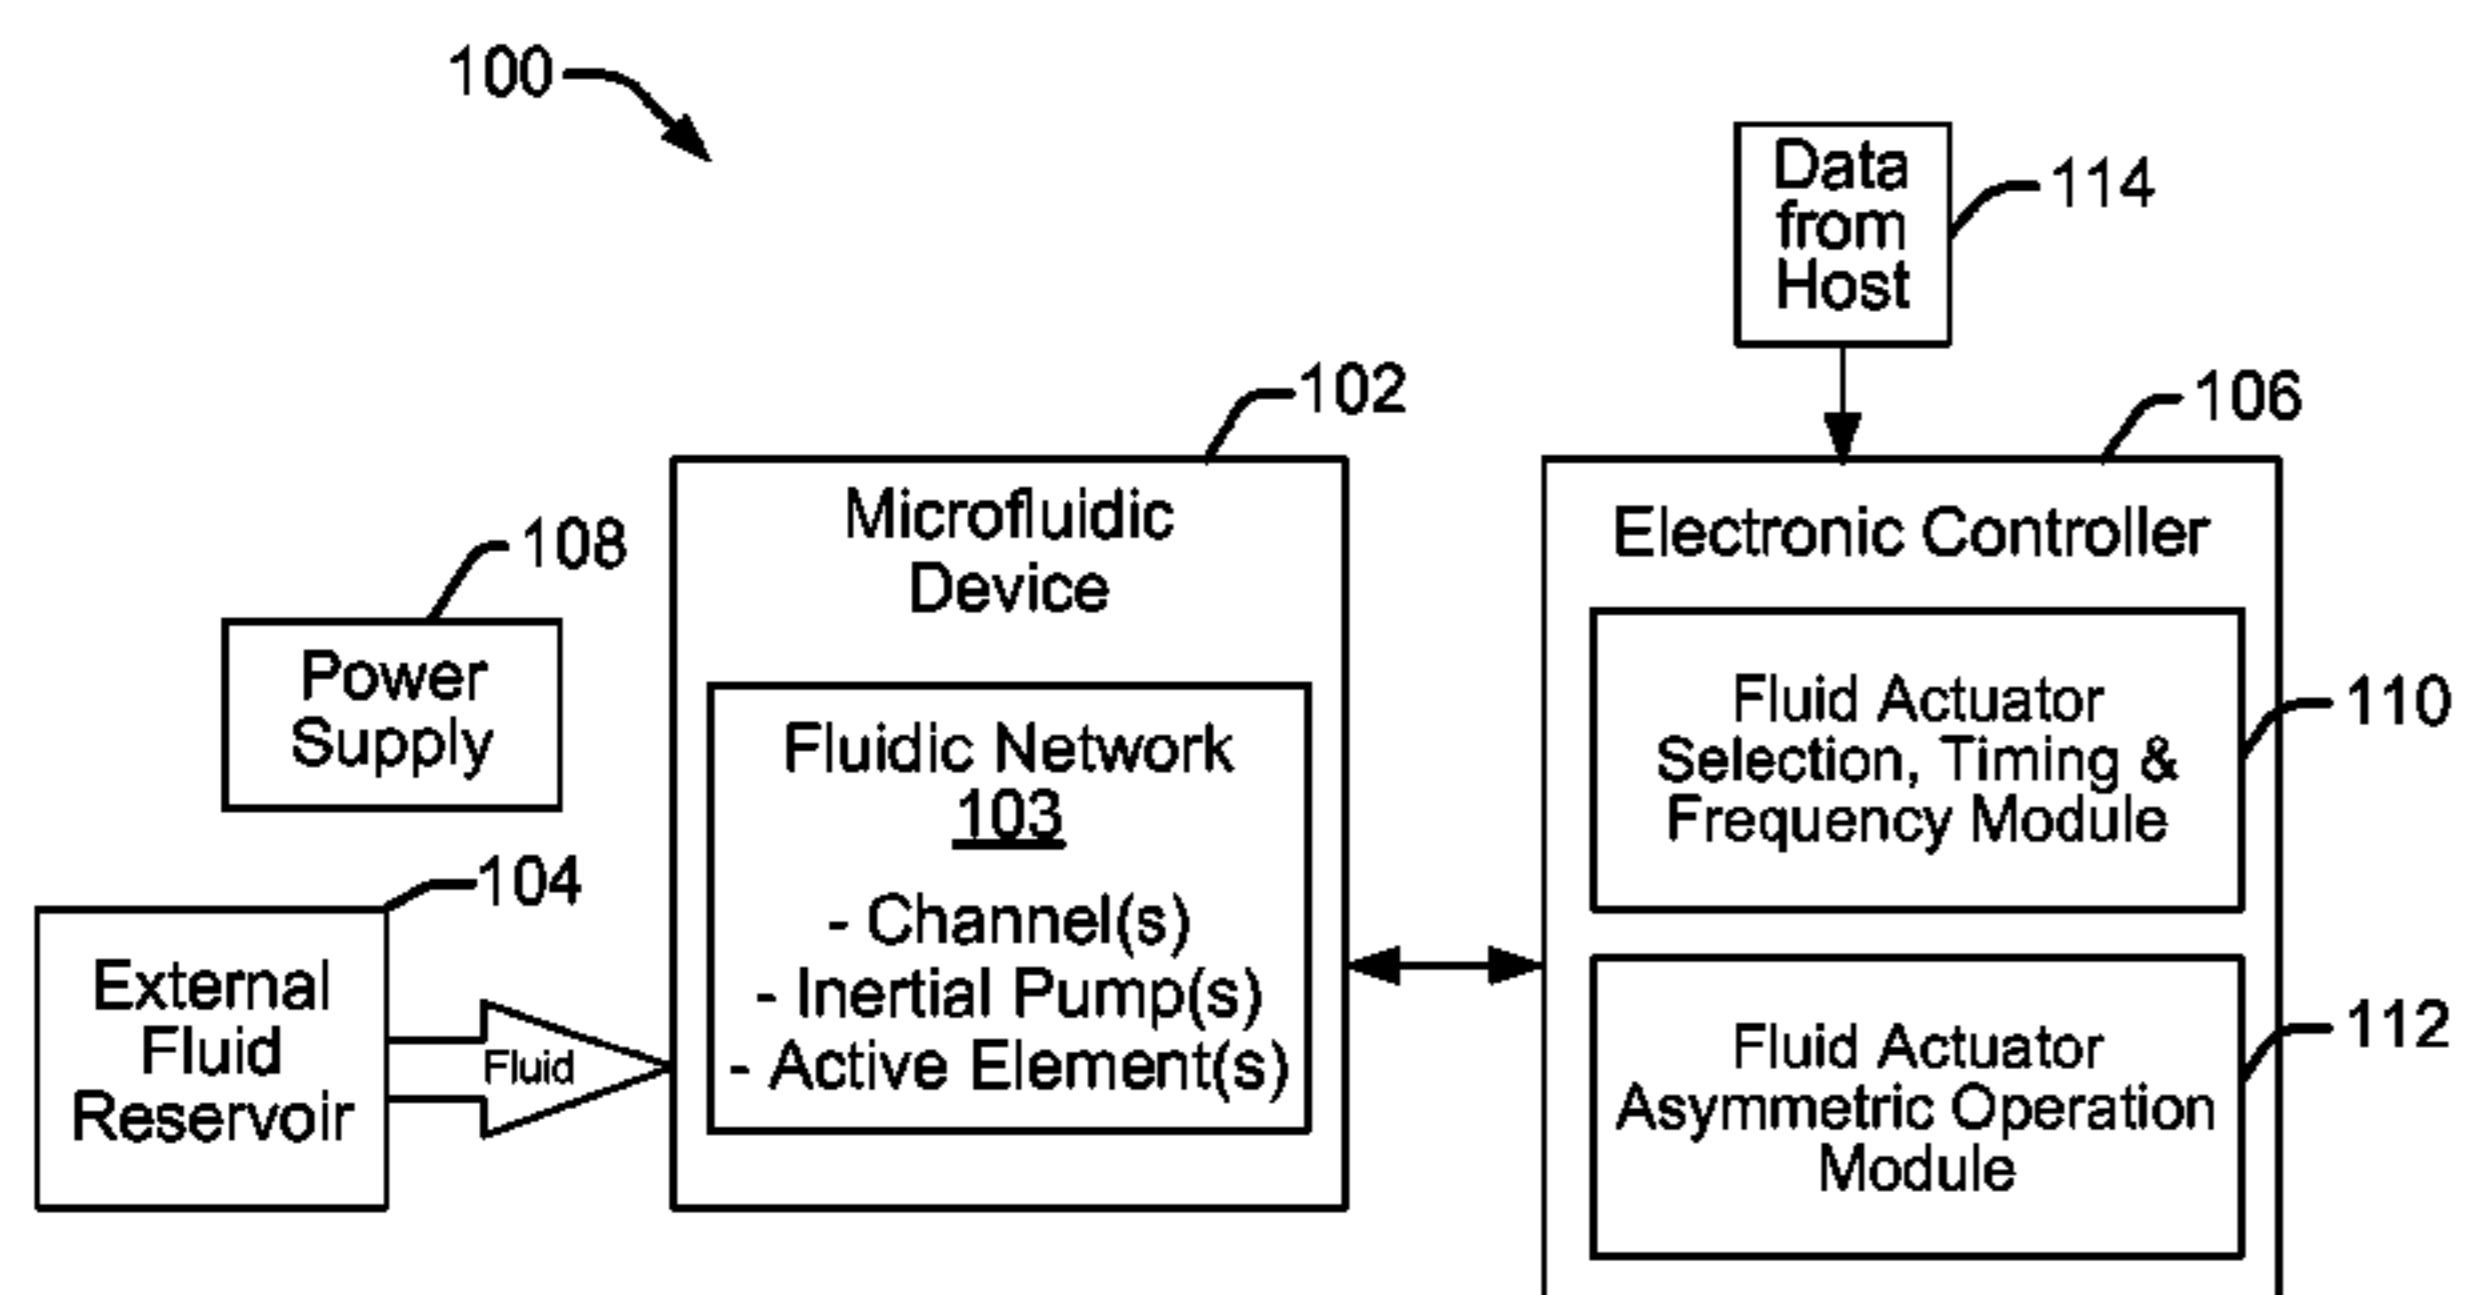 100
Data
from
Host
114
102
106
Microfluidic
Device
Electronic Controller
108
Power
Supply
Fluidic Network
103
- Channel(s)
- Inertial Pump(s)
- Active Element(s)
Fluid Actuator
Selection, Timing &
Frequency Module
110
104
External
Fluid
Reservoir
Fluid
Fluid Actuator
Asymmetric Operation
Module
112